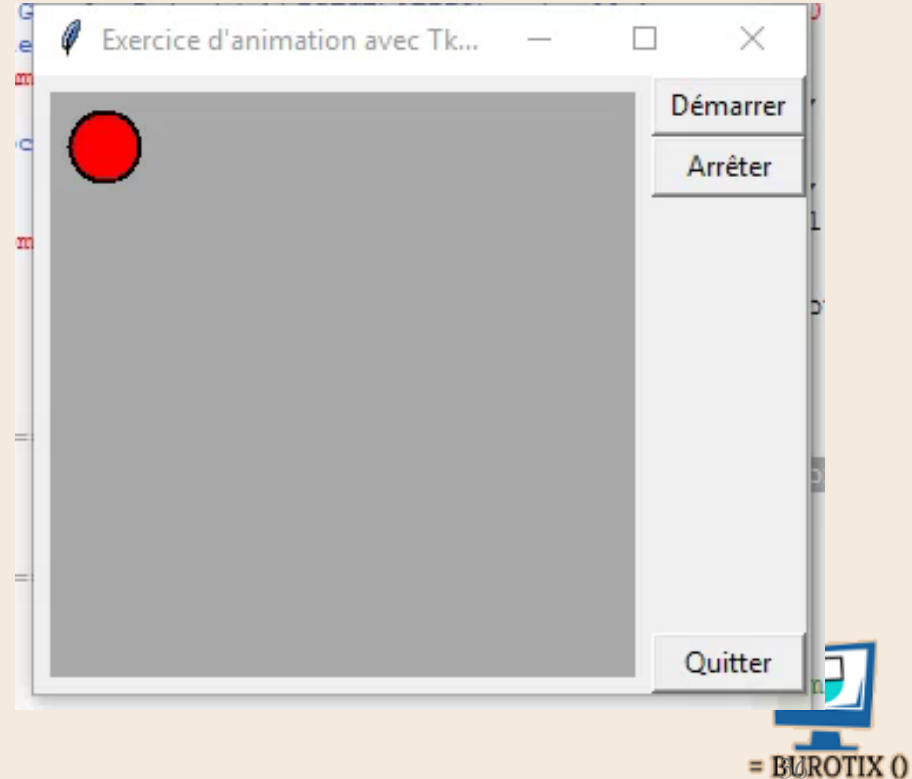 Exercice d'animation avec Tk...
Démarrer
Arrêter
Quitter
= BUROTIX ()